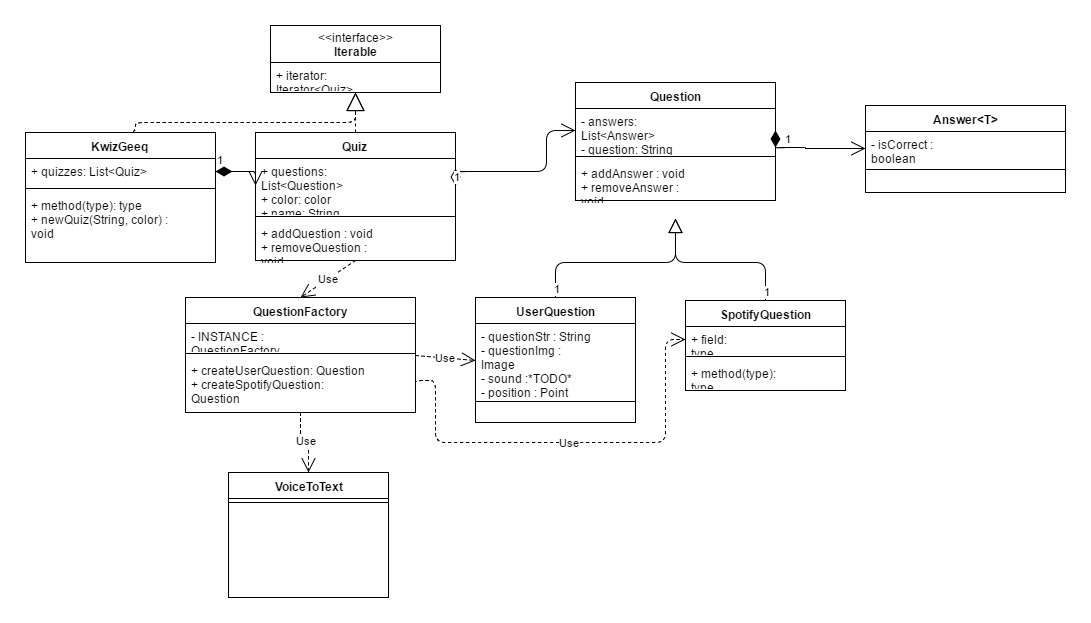 <<interface>>
Iterable
+ iterator:
Iterator<Quiz>
KwizGeeq
+ quizzes: List<Quiz>
+ method(type): type
+ newQuiz(String, color) :
void
1
Quiz
+ questions:
List<Question>
+ color: color
+ name: String
+ addQuestion : void
+ removeQuestion :
void
1
Question
- answers:
List<Answer>
- question: String
+ addAnswer : void
+ removeAnswer :
void
1
Answer<T>
- isCorrect :
boolean
Use
QuestionFactory
- INSTANCE :
QuestionFactory
+ createUserQuestion: Question
+ createSpotifyQuestion:
Question
Use
1
UserQuestion
- questionStr : String
- questionImg :
Image
- sound :*TODO*
- position : Point
1
SpotifyQuestion
+ field:
type
+ method(type):
type
Use
Use
VoiceToText